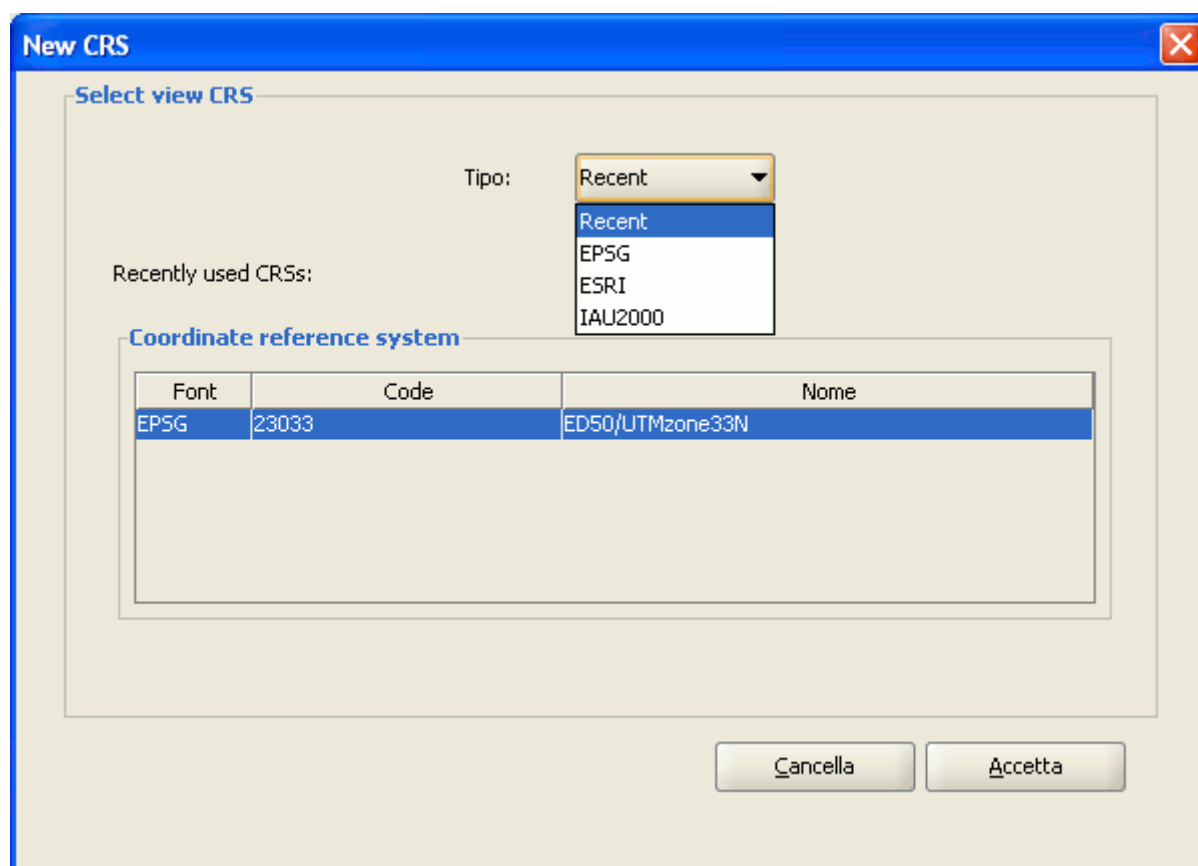 New CRS
Select view CRS
Tipo: Recent
Recent
EPSG
ESRI
IAU2000
Recently used CRSs:
Coordinate reference system
Font Code Nome
EPSG 23033 ED50/UTMzone33N
Cancella Accetta